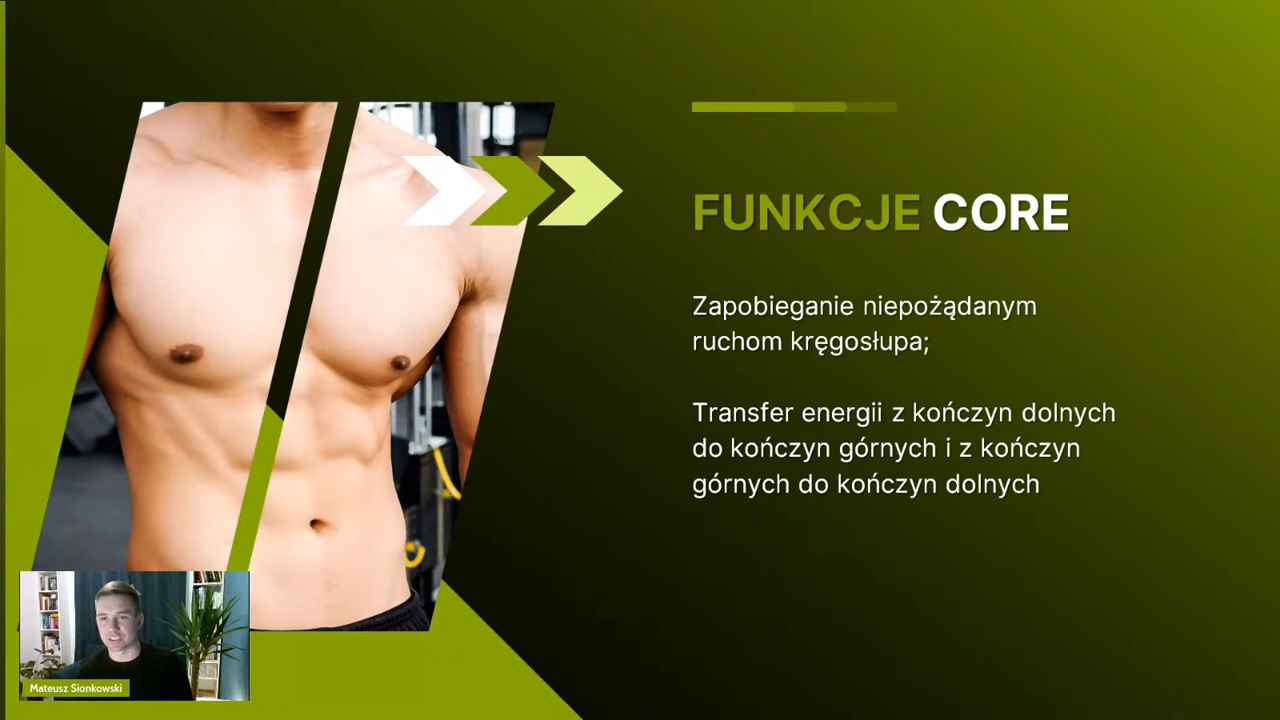 FUNKCJE CORE
Zapobieganie niepożądanym
ruchom kręgosłupa;
Transfer energii z kończyn dolnych
do kończyn górnych i z kończyn
górnych do kończyn dolnych
Mateusz Sionkowski